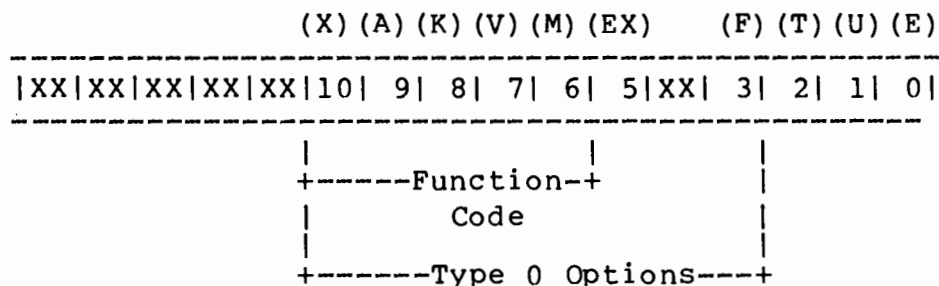 (X) (A) (K) (V) (M) (EX) (F) (T) (U) (E)
|XX|XX|XX|XX|XX|10| 9| 8| 7| 6| 5|XX| 3| 2| 1| 0|
+-----Function-+
Code
+------Type 0 Options---+